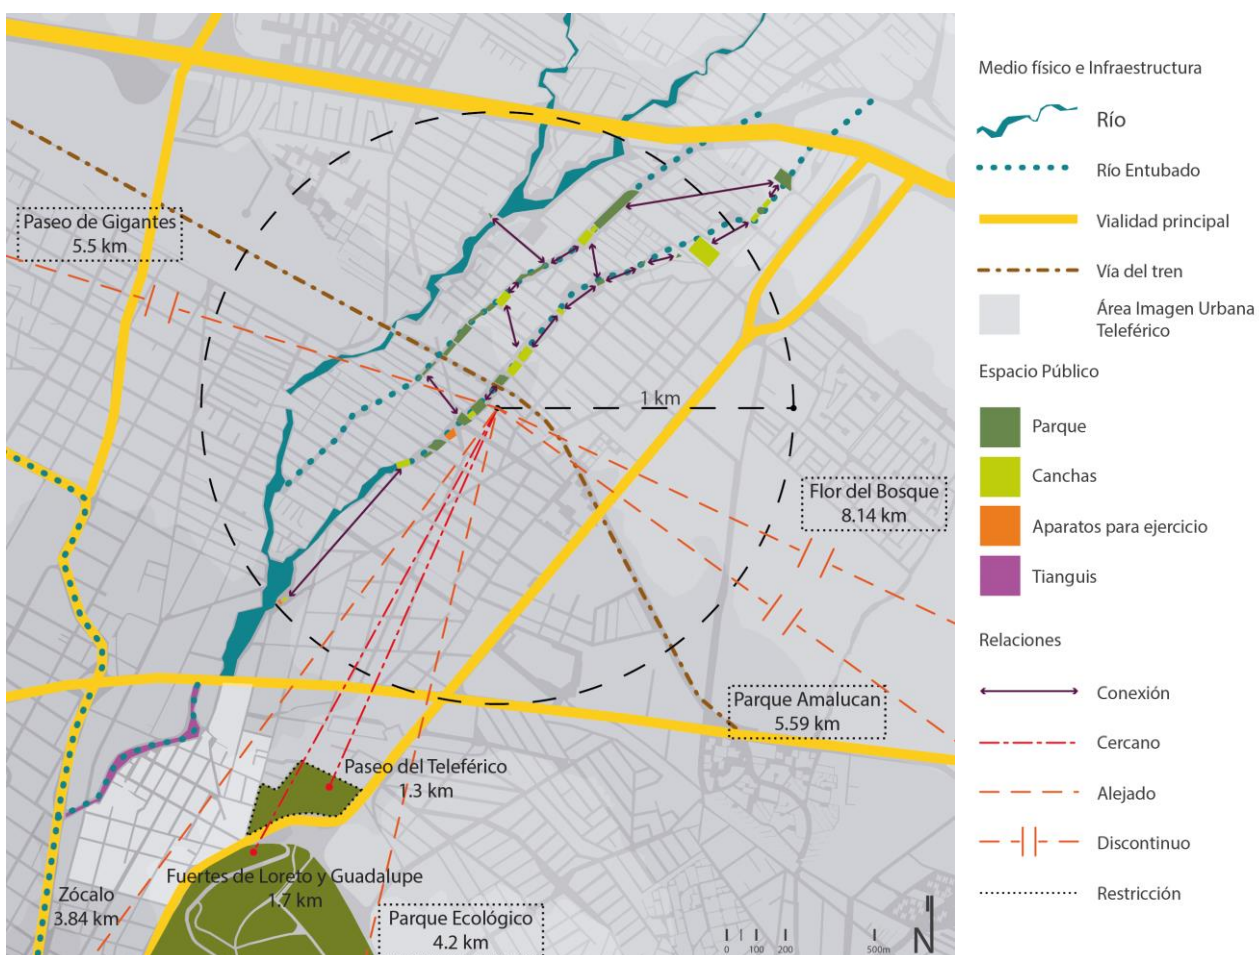 Paseo de Gigantes
5.5 km
1 km
Flor del Bosque
8.14 km
Parque Amalucan
5.59 km
Paseo del Teleférico
1.3 km
Fuertes de Loreto y Guadalupe
1.7 km
Zócalo
3.84 km
Parque Ecológico
4.2 km
0 100 200 500m
N
Medio físico e Infraestructura
Río
Río Entubado
Vialidad principal
Vía del tren
Área Imagen Urbana
Teleférico
Espacio Público
Parque
Canchas
Aparatos para ejercicio
Tianguis
Relaciones
Conexión
Cercano
Alejado
Discontinuo
Restricción